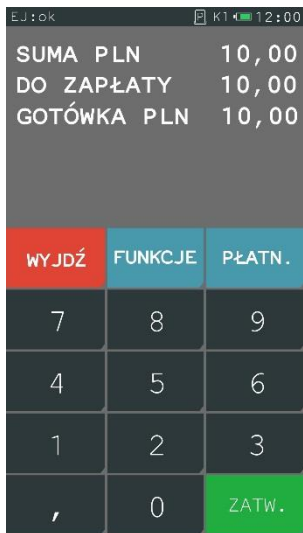 EJ:ok P K1 12:00
SUMA PLN 10,00
DO ZAPŁATY 10,00
GOTÓWKA PLN 10,00
WYJDŹ FUNKCJE PŁATN.
7 8 9
4 5 6
1 2 3
, 0 ZATW.